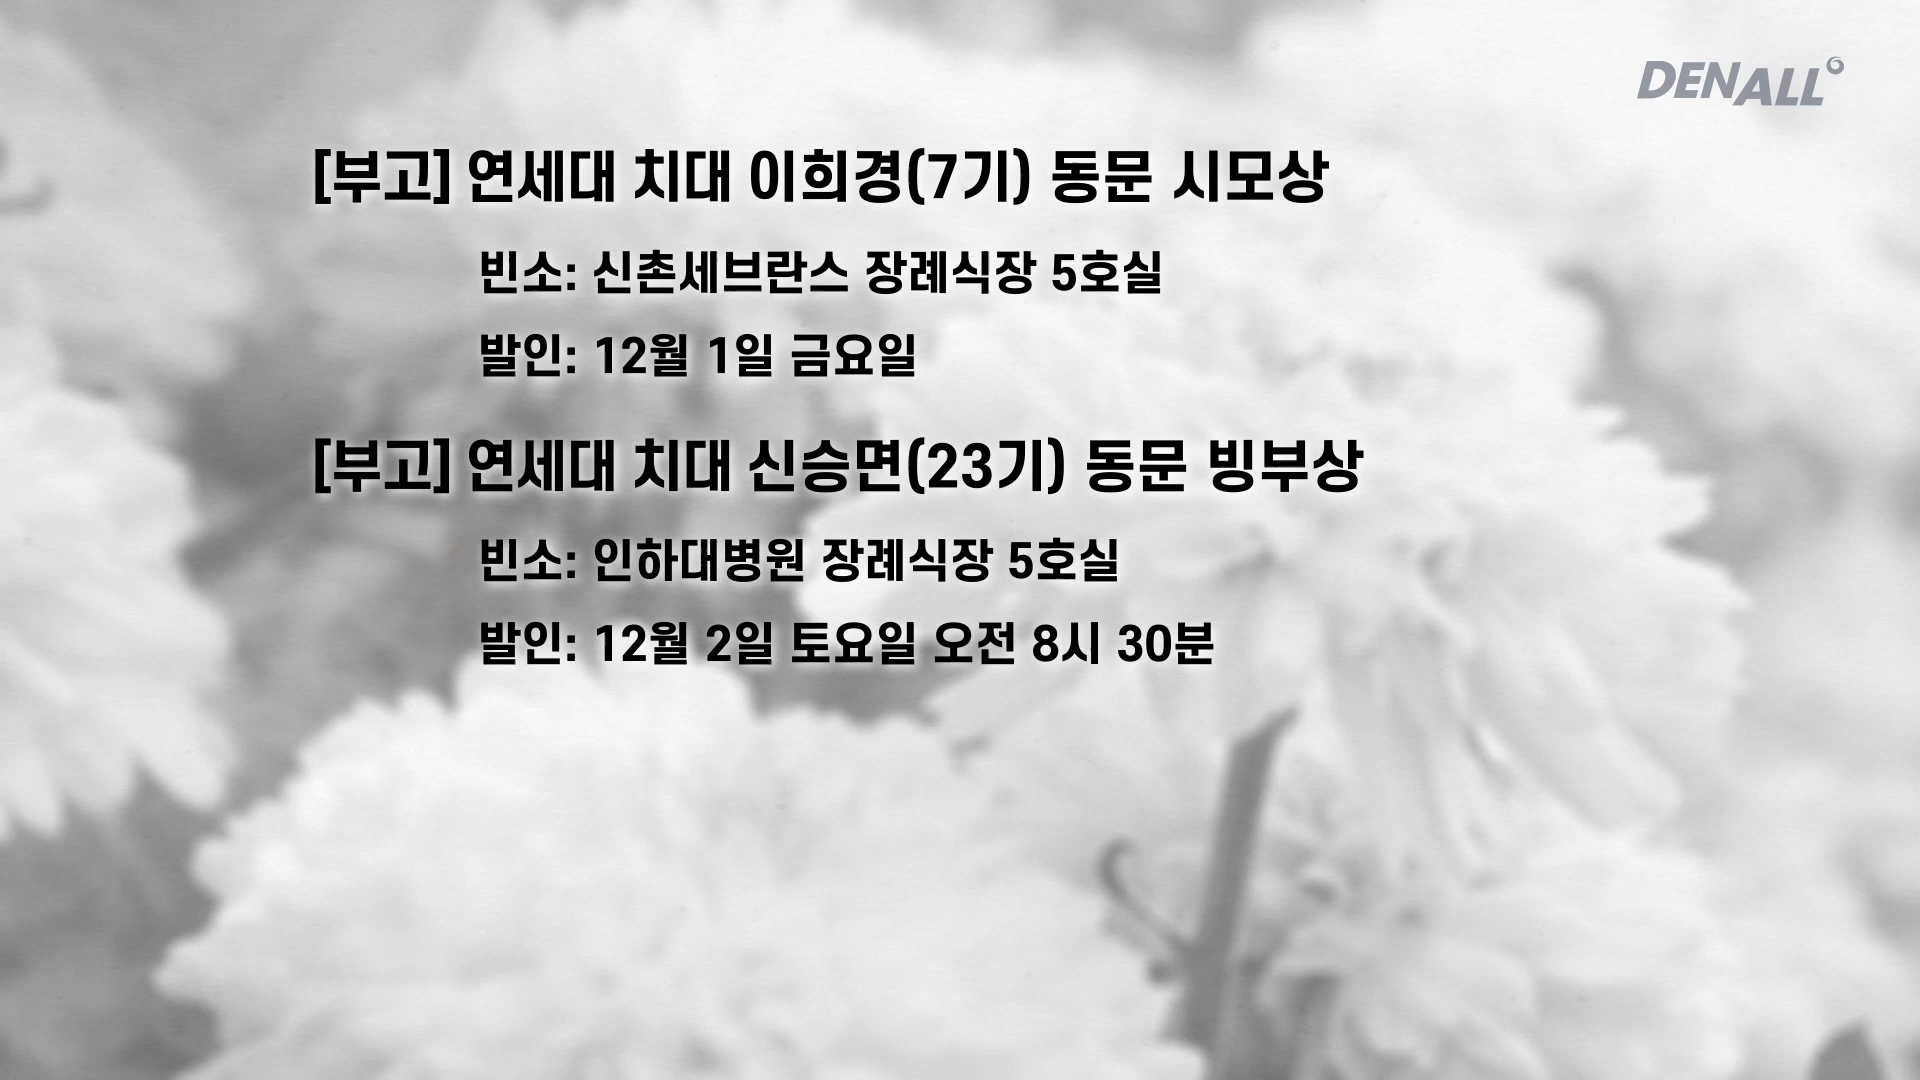 DENALL
[부고] 연세대 치대 이희경(7기) 동문 시모상
빈소: 신촌세브란스 장례식장 5호실
발인: 12월 1일 금요일
[부고] 연세대 치대 신승면(23기) 동문 빙부상
빈소: 인하대병원 장례식장 5호실
발인: 12월 2일 토요일 오전 8시 30분